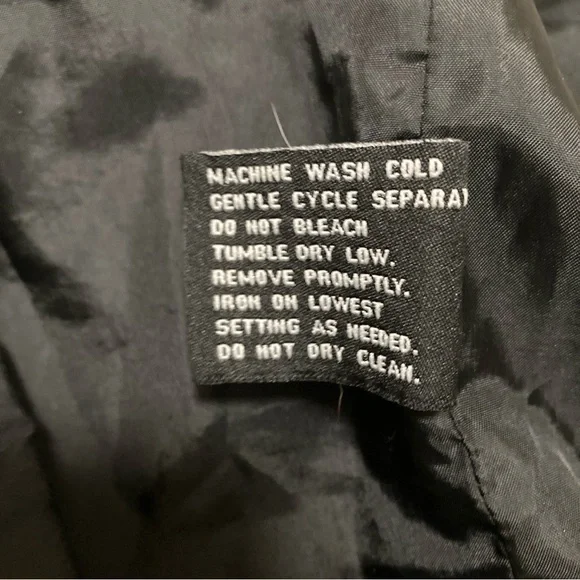 MACHINE WASH COLD
GENTLE CYCLE SEPARAT
DO NOT BLEACH
TUMBLE DRY LOW.
REMOVE PROMPTLY.
IRON ON LOWEST
SETTING AS NEEDED.
DO NOT DRY CLEAN.